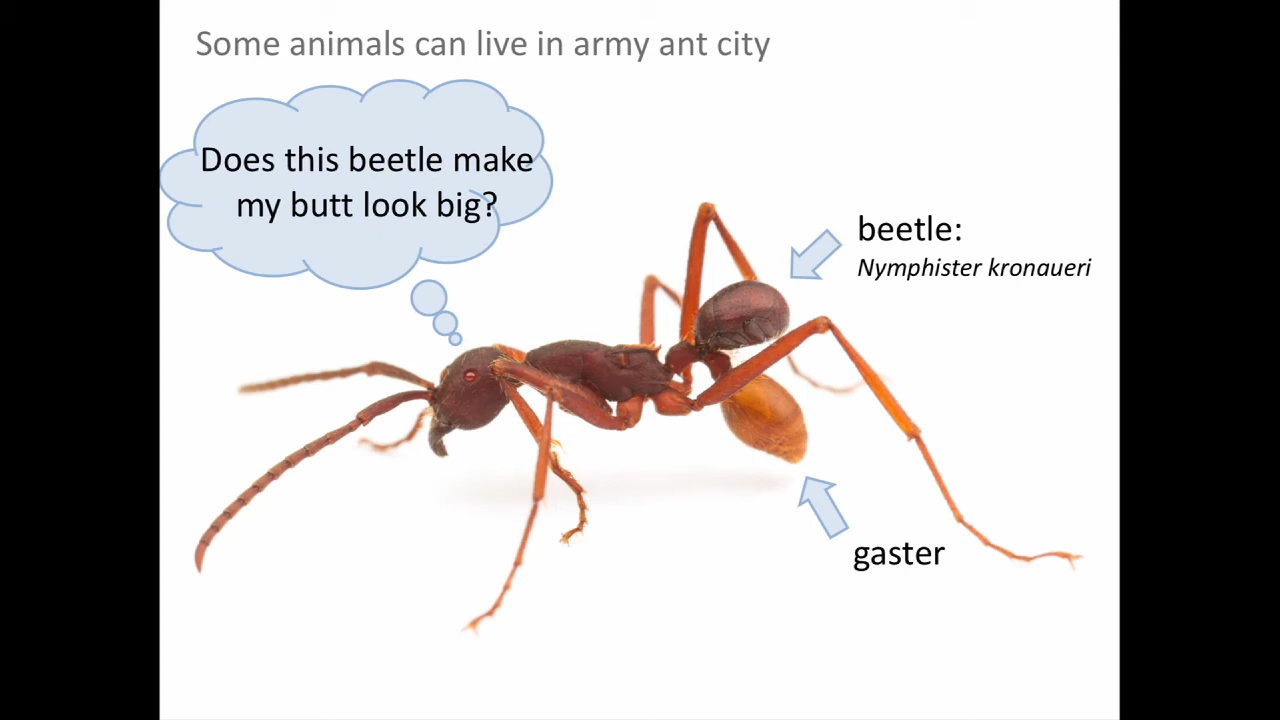 Some animals can live in army ant city
Does this beetle make
my butt look big?
beetle:
Nymphister kronaueri
gaster